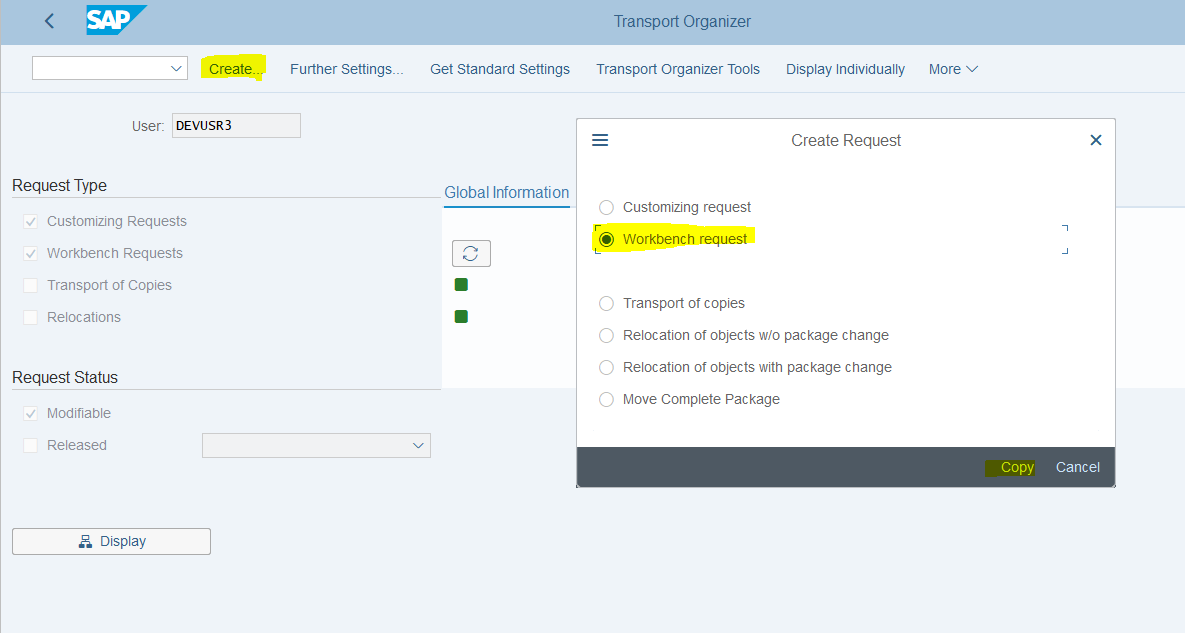 SAP
Transport Organizer
Create...
Further Settings...
Get Standard Settings
Transport Organizer Tools
Display Individually
More
User:
DEVUSR3
Request Type
Customizing Requests
Workbench Requests
Transport of Copies
Relocations
Request Status
Modifiable
Released
Display
Global Information
Create Request
Customizing request
Workbench request
Transport of copies
Relocation of objects w/o package change
Relocation of objects with package change
Move Complete Package
Copy
Cancel